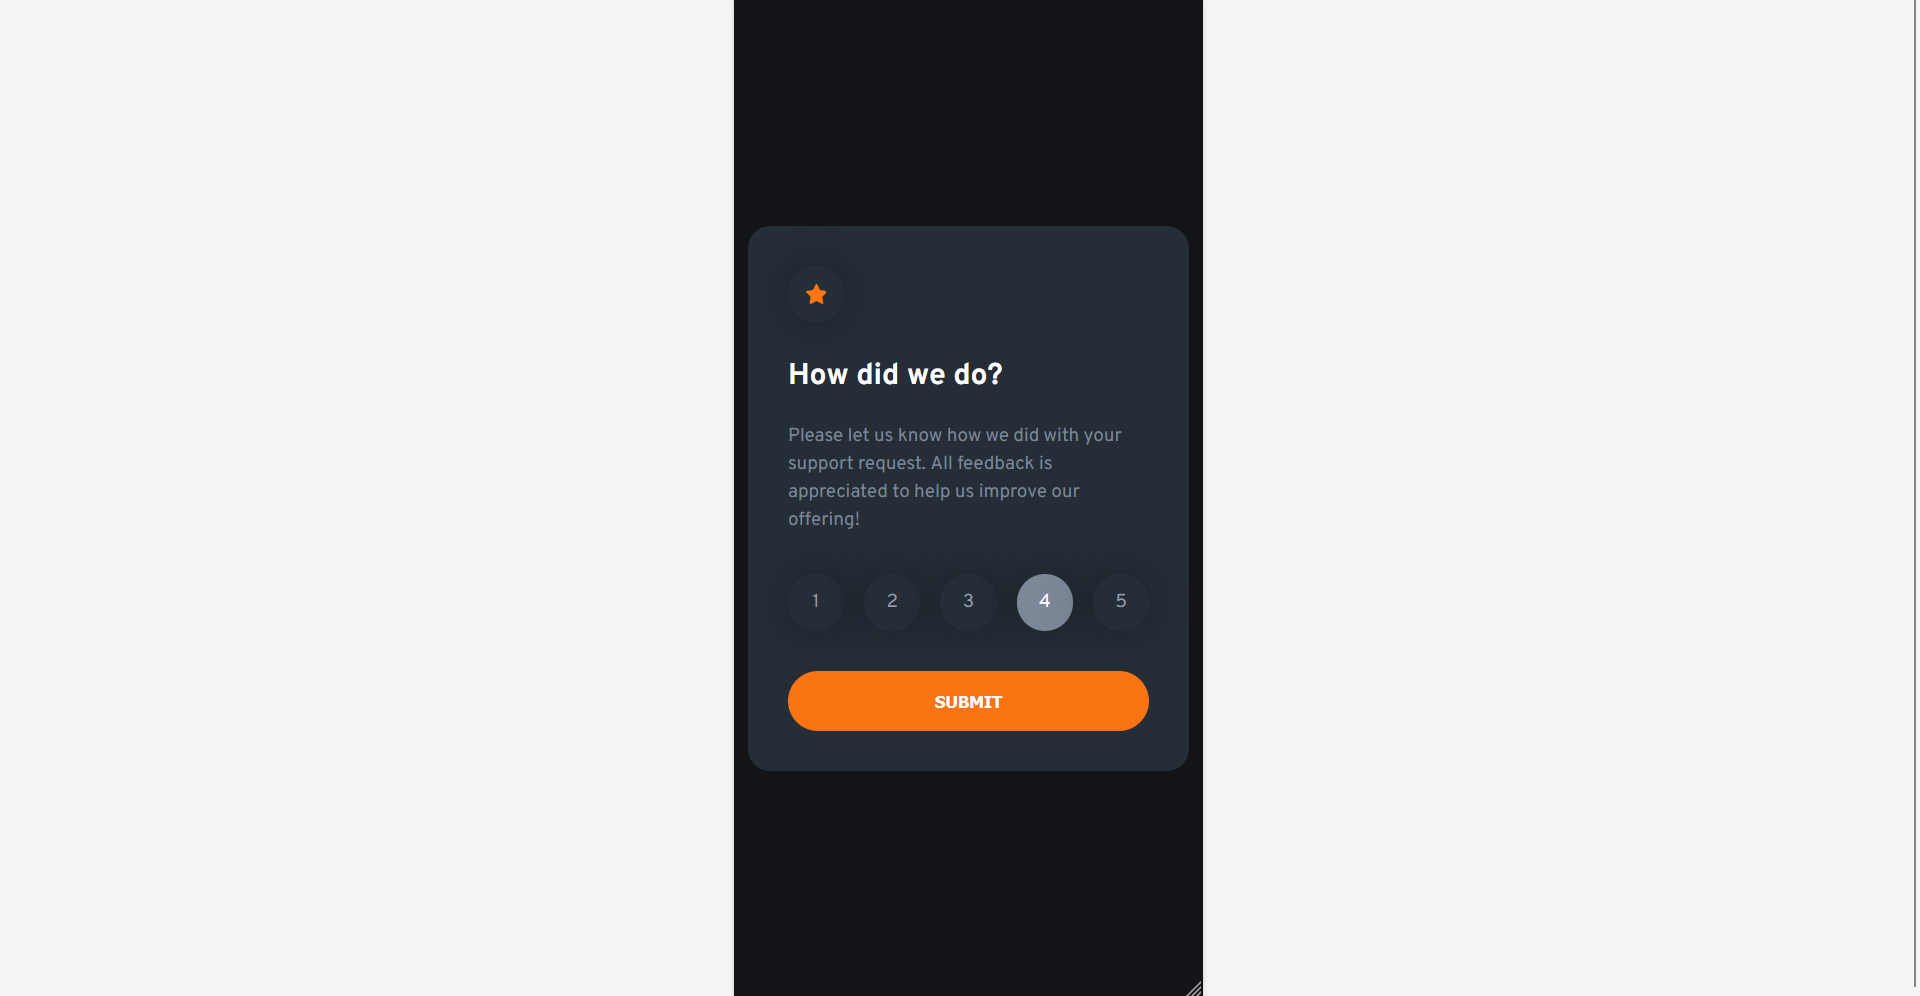 How did we do?
Please let us know how we did with your
support request. All feedback is
appreciated to help us improve our
offering!
1 2 3 4 5
SUBMIT